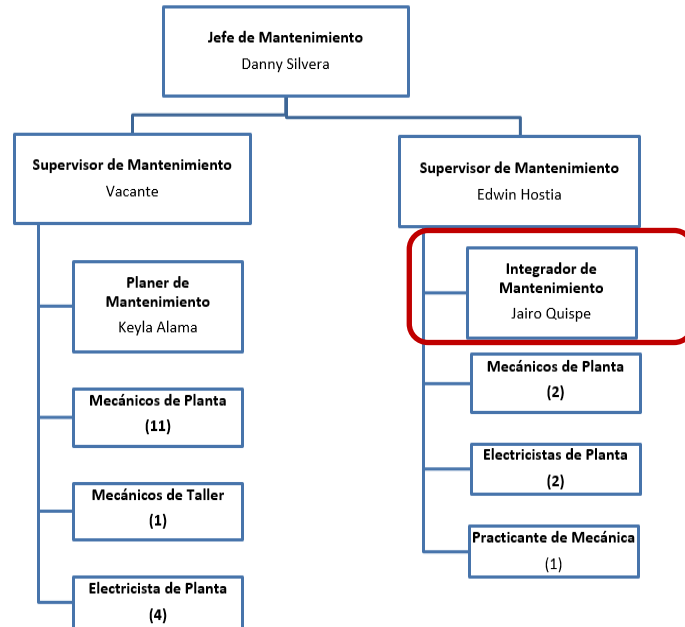 Jefe de Mantenimiento
Danny Silvera
Supervisor de Mantenimiento
Vacante
Supervisor de Mantenimiento
Edwin Hostia
Planer de
Mantenimiento
Keyla Alama
Integrador de
Mantenimiento
Jairo Quispe
Mecánicos de Planta
(11)
Mecánicos de Planta
(2)
Mecánicos de Taller
(1)
Electricistas de Planta
(2)
Electricista de Planta
(4)
Practicante de Mecánica
(1)